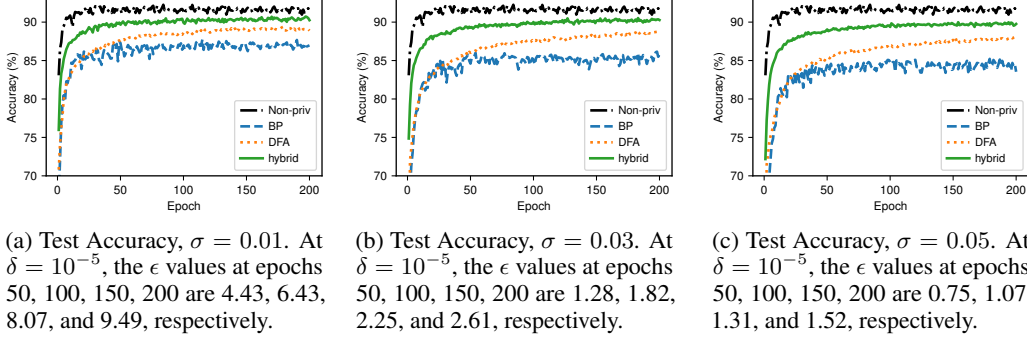 90
85
80
75
70
Accuracy (%)
0
50
100
150
200
Epoch
Non-priv
BP
DFA
hybrid
90
85
80
75
70
Accuracy (%)
0
50
100
150
200
Epoch
Non-priv
BP
DFA
hybrid
90
85
80
75
70
Accuracy (%)
0
50
100
150
200
Epoch
Non-priv
BP
DFA
hybrid
(a) Test Accuracy, σ = 0.01. At
δ = 10⁻⁵, the ϵ values at epochs
50, 100, 150, 200 are 4.43, 6.43,
8.07, and 9.49, respectively.
(b) Test Accuracy, σ = 0.03. At
δ = 10⁻⁵, the ϵ values at epochs
50, 100, 150, 200 are 1.28, 1.82,
2.25, and 2.61, respectively.
(c) Test Accuracy, σ = 0.05. At
δ = 10⁻⁵, the ϵ values at epochs
50, 100, 150, 200 are 0.75, 1.07
1.31, and 1.52, respectively.